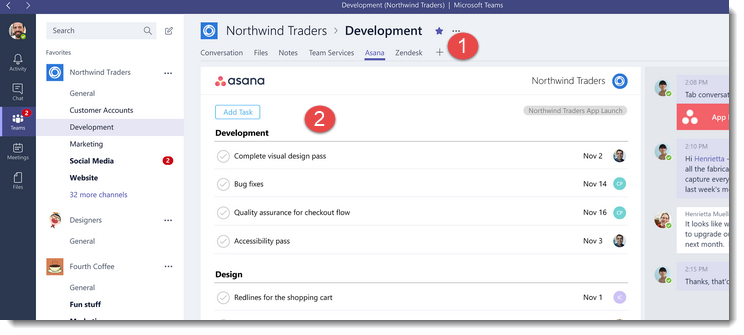 Development (Northwind Traders) | Microsoft Teams
Search
Northwind Traders > Development ...
1
Favorites
Conversation Files Notes Team Services Asana Zendesk +
Activity
Chat
2
Teams
Meetings
Files
Northwind Traders ...
General
Customer Accounts
Development
Marketing
Social Media 2
Website
32 more channels
Designers ...
General
Fourth Coffee ...
General
Fun stuff
asana
Northwind Traders
Add Task
2
Northwind Traders App Launch
Development
Complete visual design pass Nov 2
Bug fixes Nov 14 CP
Quality assurance for checkout flow Nov 16 CP
Accessibility pass Nov 3
Design
Redlines for the shopping cart Nov 1
2:08 PM
Tab conversat
App
2:10 PM
Hi Henrietta –
all the fabrica
capture every
last week's m
Henrietta Muell
It looks like w
to upgrade ou
next month.
2:15 PM
Thanks, that'